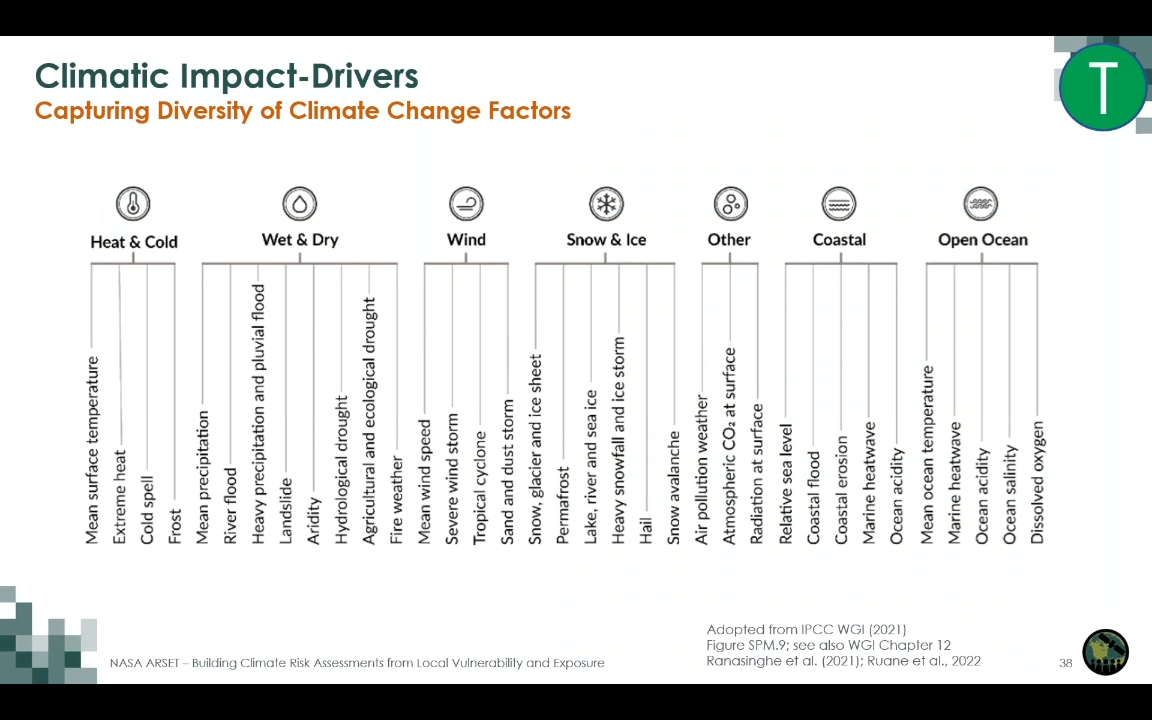 Climatic Impact-Drivers
Capturing Diversity of Climate Change Factors
T
Heat & Cold
Wet & Dry
Wind
Snow & Ice
Other
Coastal
Open Ocean
Mean surface temperature
Extreme heat
Cold spell
Frost
Mean precipitation
River flood
Heavy precipitation and pluvial flood
Landslide
Aridity
Hydrological drought
Agricultural and ecological drought
Fire weather
Mean wind speed
Severe wind storm
Tropical cyclone
Sand and dust storm
Snow, glacier and ice sheet
Permafrost
Lake, river and sea ice
Heavy snowfall and ice storm
Hail
Snow avalanche
Air pollution weather
Atmospheric CO₂ at surface
Radiation at surface
Relative sea level
Coastal flood
Coastal erosion
Marine heatwave
Ocean acidity
Mean ocean temperature
Marine heatwave
Ocean acidity
Ocean salinity
Dissolved oxygen
Adopted from IPCC WGI (2021)
Figure SPM.9; see also WGI Chapter 12
Ranasinghe et al. (2021); Ruane et al., 2022
NASA ARSET – Building Climate Risk Assessments from Local Vulnerability and Exposure
38